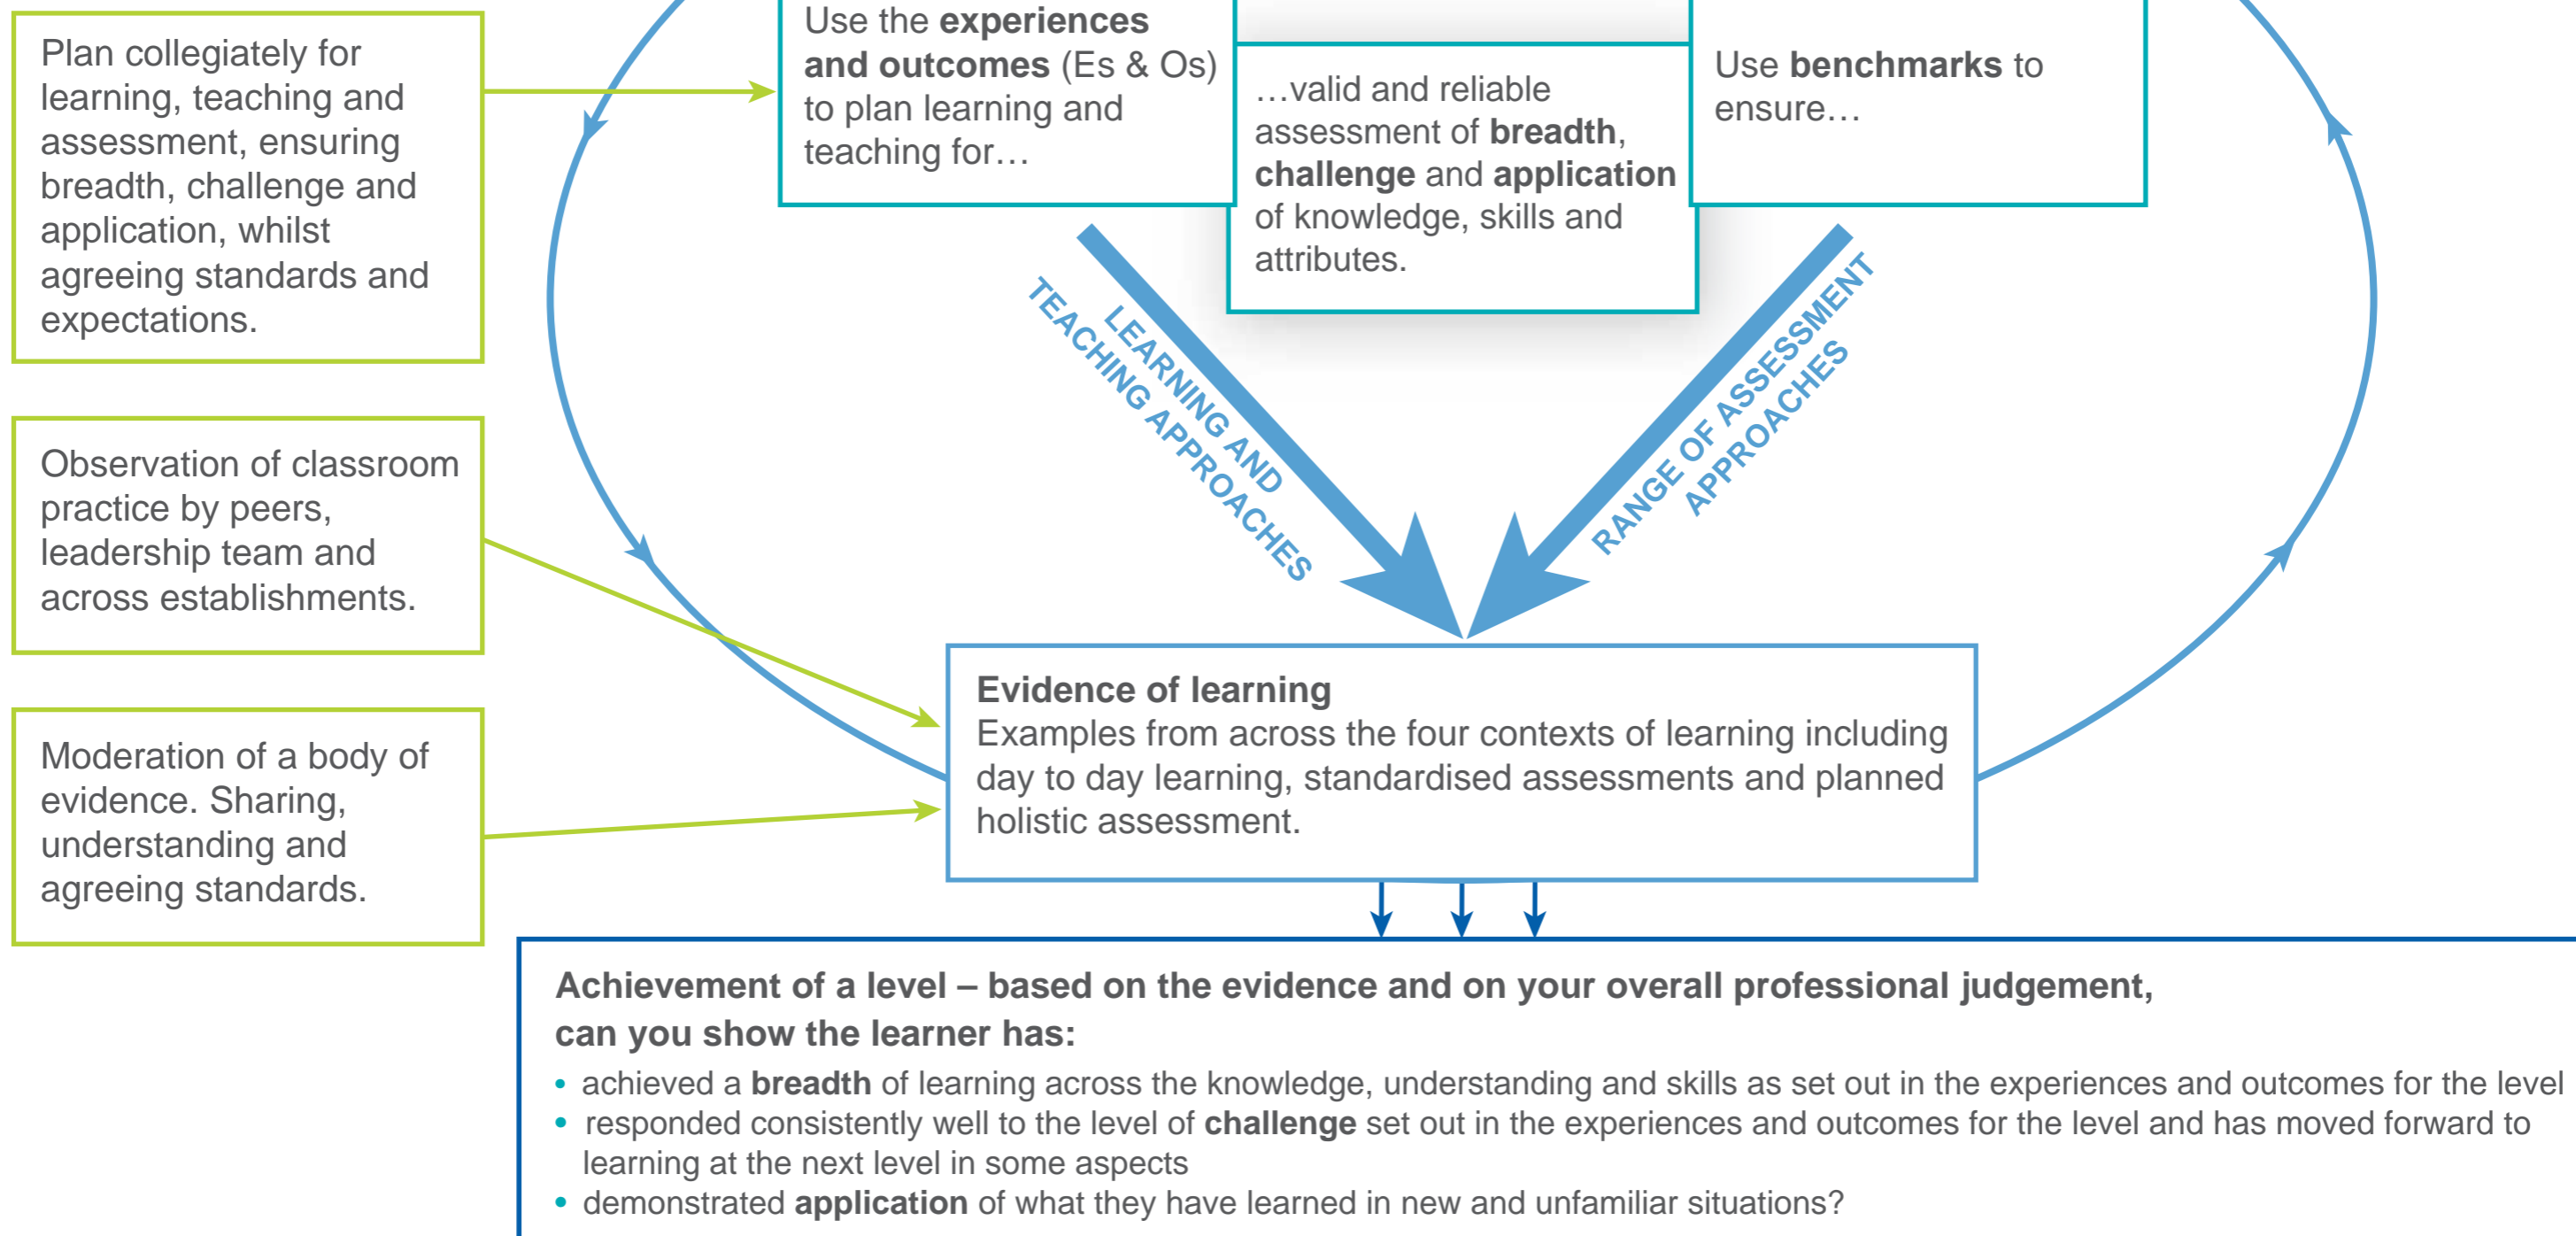 Plan collegiately for
learning, teaching and
assessment, ensuring
breadth, challenge and
application, whilst
agreeing standards and
expectations.
Observation of classroom
practice by peers,
leadership team and
across establishments.
Moderation of a body of
evidence. Sharing,
understanding and
agreeing standards.
Use the experiences
and outcomes (Es & Os)
to plan learning and
teaching for…
…valid and reliable
assessment of breadth,
challenge and application
of knowledge, skills and
attributes.
Use benchmarks to
ensure…
LEARNING AND
TEACHING APPROACHES
RANGE OF ASSESSMENT
APPROACHES
Evidence of learning
Examples from across the four contexts of learning including
day to day learning, standardised assessments and planned
holistic assessment.
Achievement of a level – based on the evidence and on your overall professional judgement,
can you show the learner has:
• achieved a breadth of learning across the knowledge, understanding and skills as set out in the experiences and outcomes for the level
• responded consistently well to the level of challenge set out in the experiences and outcomes for the level and has moved forward to
learning at the next level in some aspects
• demonstrated application of what they have learned in new and unfamiliar situations?